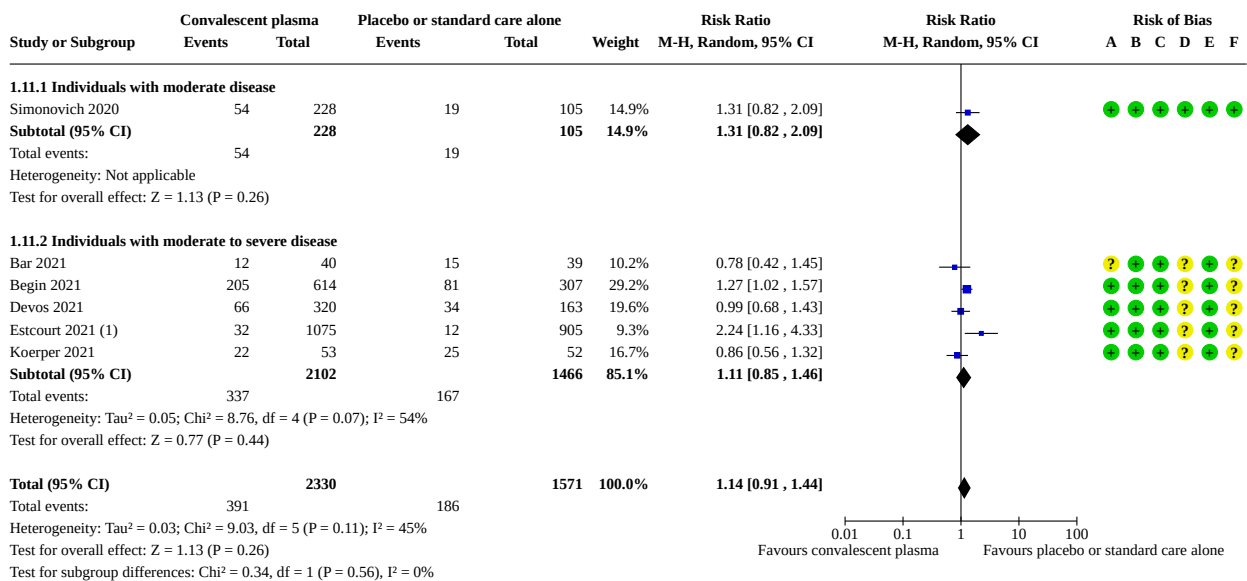 Convalescent plasma Placebo or standard care alone Risk Ratio Risk Ratio Risk of Bias
Study or Subgroup Events Total Events Total Weight M-H, Random, 95% CI M-H, Random, 95% CI A B C D E F
1.11.1 Individuals with moderate disease
Simonovich 2020 54 228 19 105 14.9% 1.31 [0.82 , 2.09] + + + + + +
Subtotal (95% CI) 228 105 14.9% 1.31 [0.82 , 2.09]
Total events: 54 19
Heterogeneity: Not applicable
Test for overall effect: Z = 1.13 (P = 0.26)
1.11.2 Individuals with moderate to severe disease
Bar 2021 12 40 15 39 10.2% 0.78 [0.42 , 1.45] ? + + ? + ?
Begin 2021 205 614 81 307 29.2% 1.27 [1.02 , 1.57] + + + ? + ?
Devos 2021 66 320 34 163 19.6% 0.99 [0.68 , 1.43] + + + ? + ?
Estcourt 2021 (1) 32 1075 12 905 9.3% 2.24 [1.16 , 4.33] + + + ? + ?
Koerper 2021 22 53 25 52 16.7% 0.86 [0.56 , 1.32] + + + ? + ?
Subtotal (95% CI) 2102 1466 85.1% 1.11 [0.85 , 1.46]
Total events: 337 167
Heterogeneity: Tau² = 0.05; Chi² = 8.76, df = 4 (P = 0.07); I² = 54%
Test for overall effect: Z = 0.77 (P = 0.44)
Total (95% CI) 2330 1571 100.0% 1.14 [0.91 , 1.44]
Total events: 391 186
Heterogeneity: Tau² = 0.03; Chi² = 9.03, df = 5 (P = 0.11); I² = 45%
0.01 0.1 1 10 100
Test for overall effect: Z = 1.13 (P = 0.26) Favours convalescent plasma Favours placebo or standard care alone
Test for subgroup differences: Chi² = 0.34, df = 1 (P = 0.56), I² = 0%